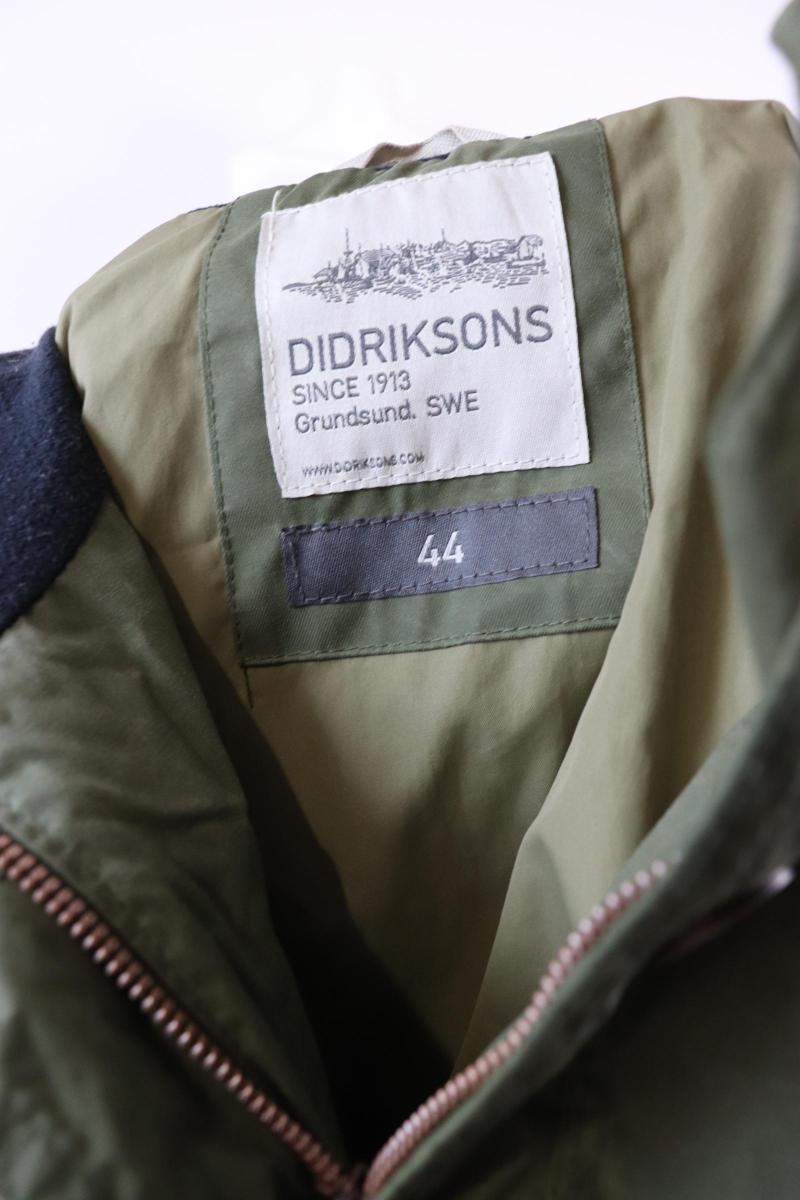 DIDRIKSONS
SINCE 1913
Grundsund. SWE
WWW.DIDRIKSONS.COM
44